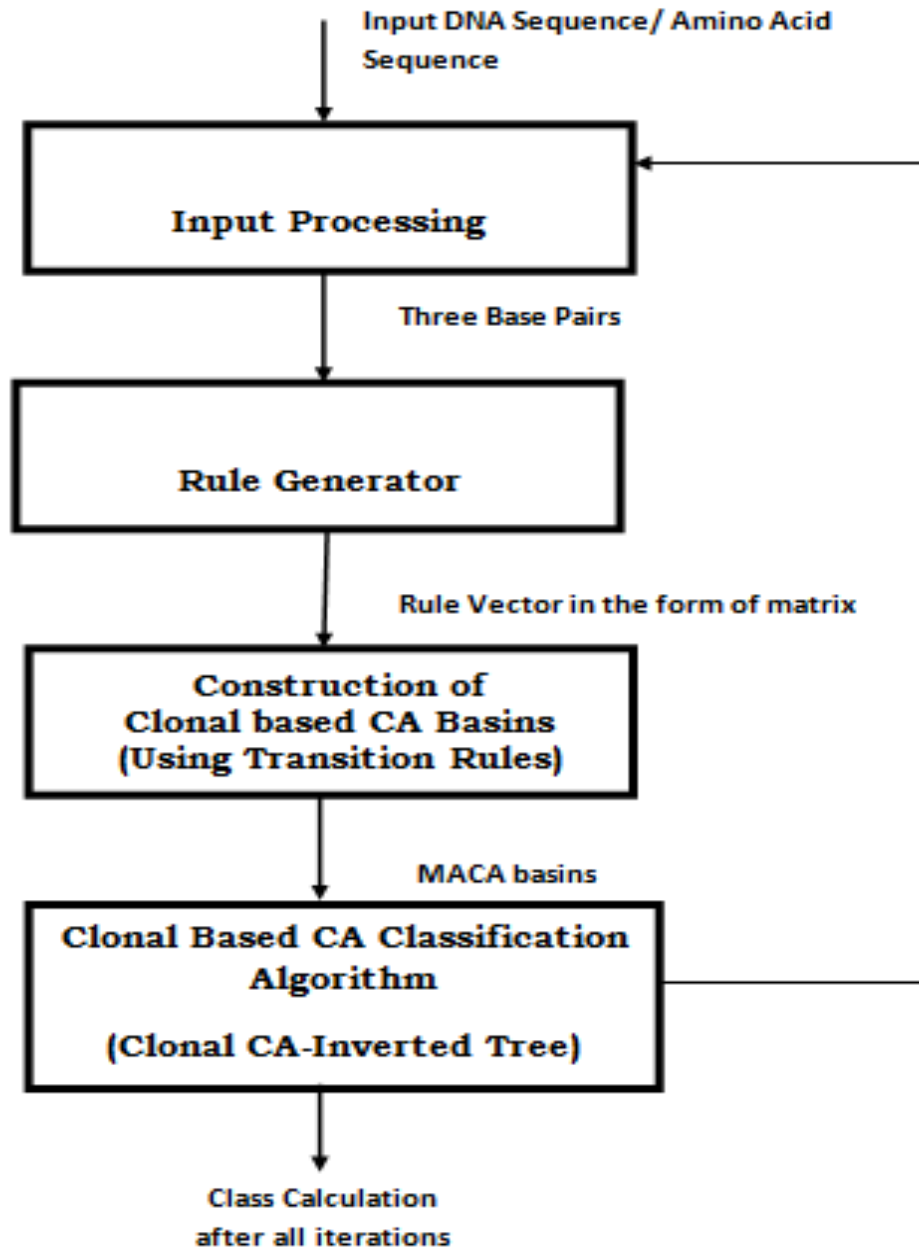 Input DNA Sequence/ Amino Acid
Sequence
Input Processing
Three Base Pairs
Rule Generator
Rule Vector in the form of matrix
Construction of
Clonal based CA Basins
(Using Transition Rules)
MACA basins
Clonal Based CA Classification
Algorithm
(Clonal CA-Inverted Tree)
Class Calculation
after all iterations